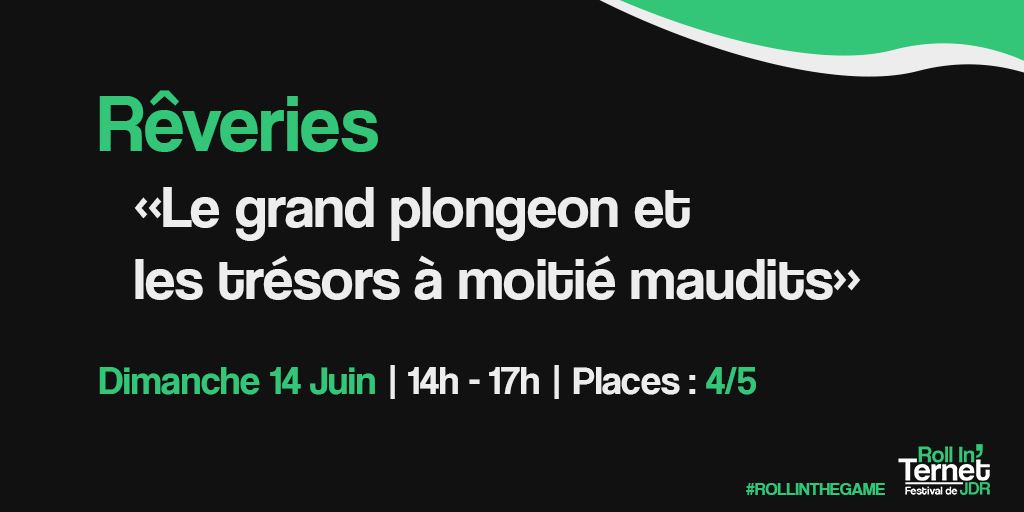 Rêveries
«Le grand plongeon et
les trésors à moitié maudits»
Dimanche 14 Juin | 14h - 17h | Places : 4/5
Roll In'
Ternet
#ROLLINTHEGAME
Festival de JDR